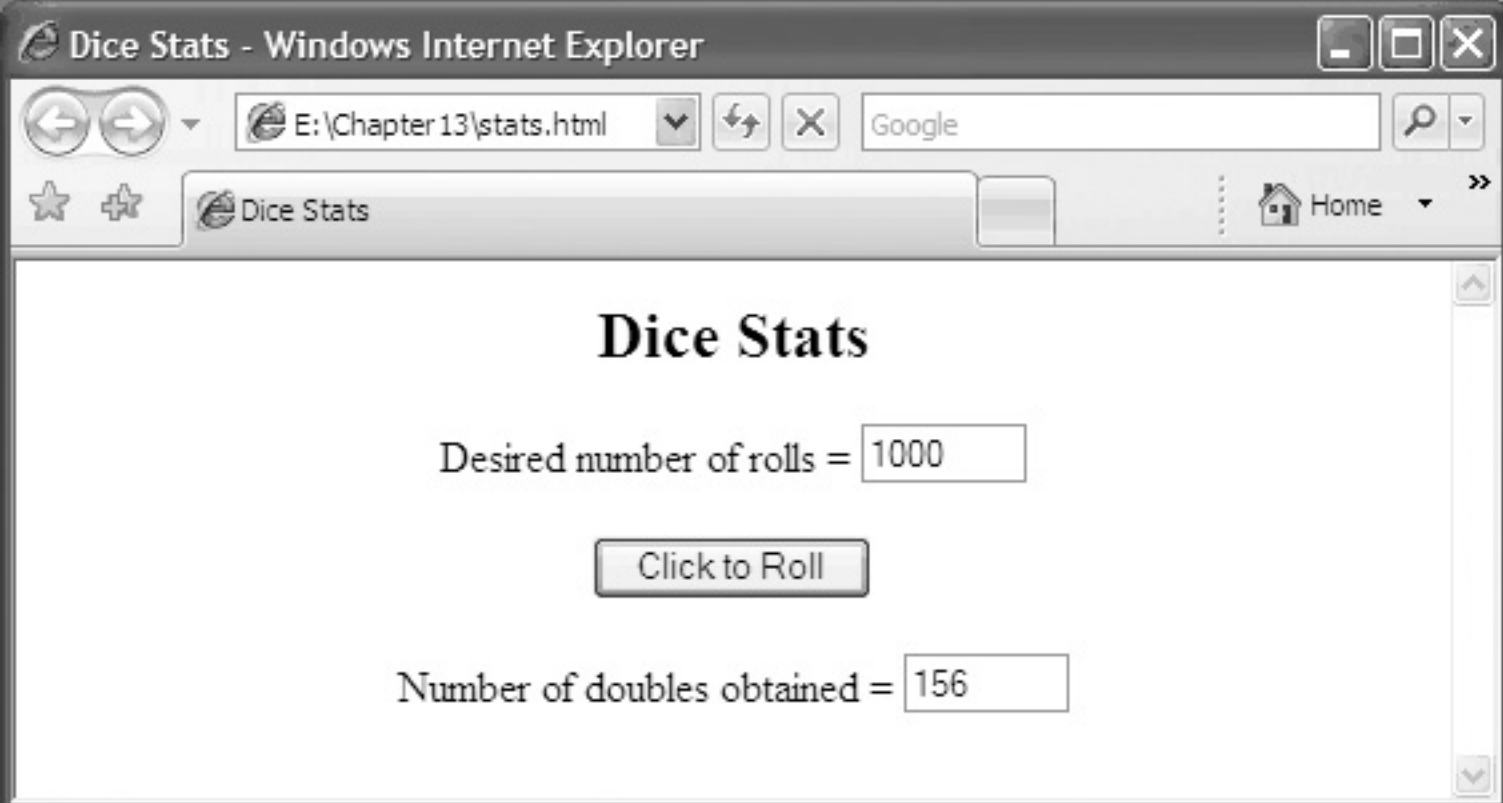 Dice Stats - Windows Internet Explorer
E:\Chapter13\stats.html
Google
Dice Stats
Home
Dice Stats
Desired number of rolls = 1000
Click to Roll
Number of doubles obtained = 156